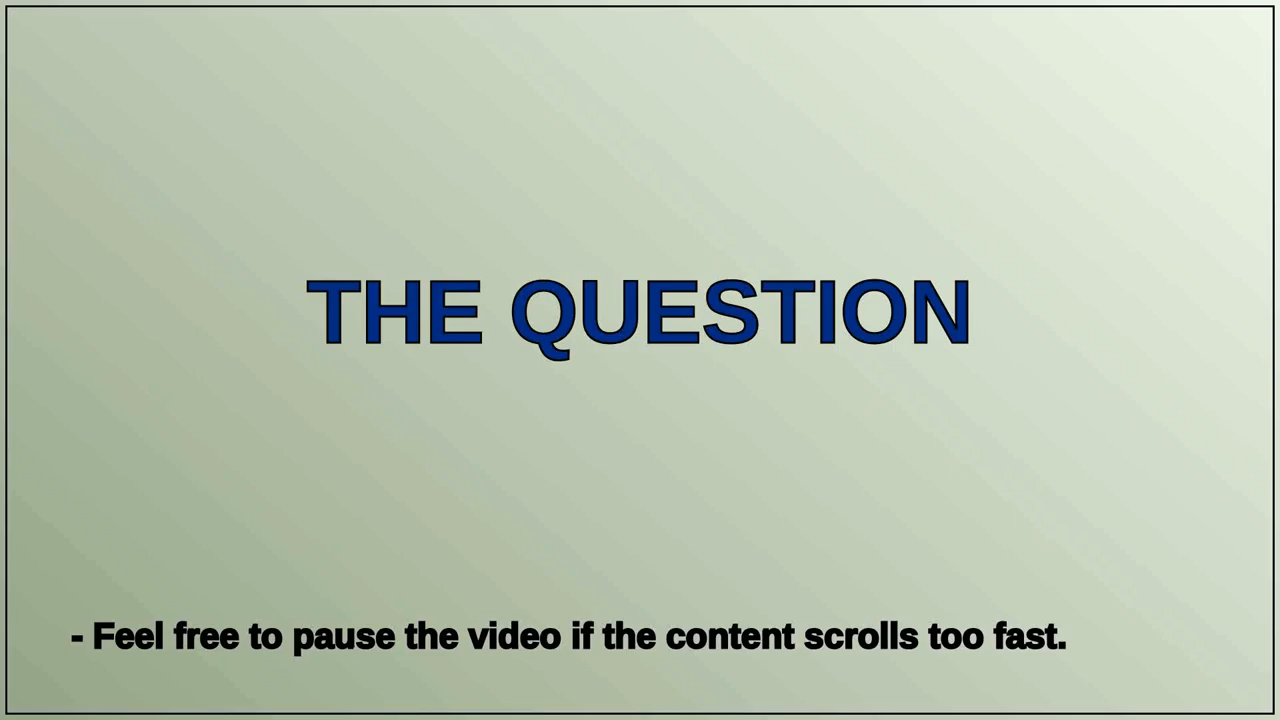 THE QUESTION
- Feel free to pause the video if the content scrolls too fast.